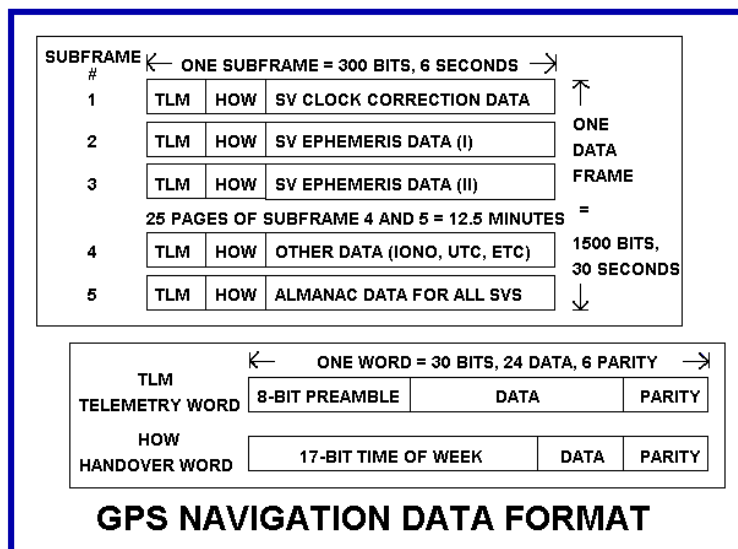 SUBFRAME
#
ONE SUBFRAME = 300 BITS, 6 SECONDS
1 TLM HOW SV CLOCK CORRECTION DATA
2 TLM HOW SV EPHEMERIS DATA (I)
3 TLM HOW SV EPHEMERIS DATA (II)
25 PAGES OF SUBFRAME 4 AND 5 = 12.5 MINUTES
4 TLM HOW OTHER DATA (IONO, UTC, ETC)
5 TLM HOW ALMANAC DATA FOR ALL SVS
ONE
DATA
FRAME
=
1500 BITS,
30 SECONDS
ONE WORD = 30 BITS, 24 DATA, 6 PARITY
TLM
TELEMETRY WORD
8-BIT PREAMBLE DATA PARITY
HOW
HANDOVER WORD
17-BIT TIME OF WEEK DATA PARITY
GPS NAVIGATION DATA FORMAT